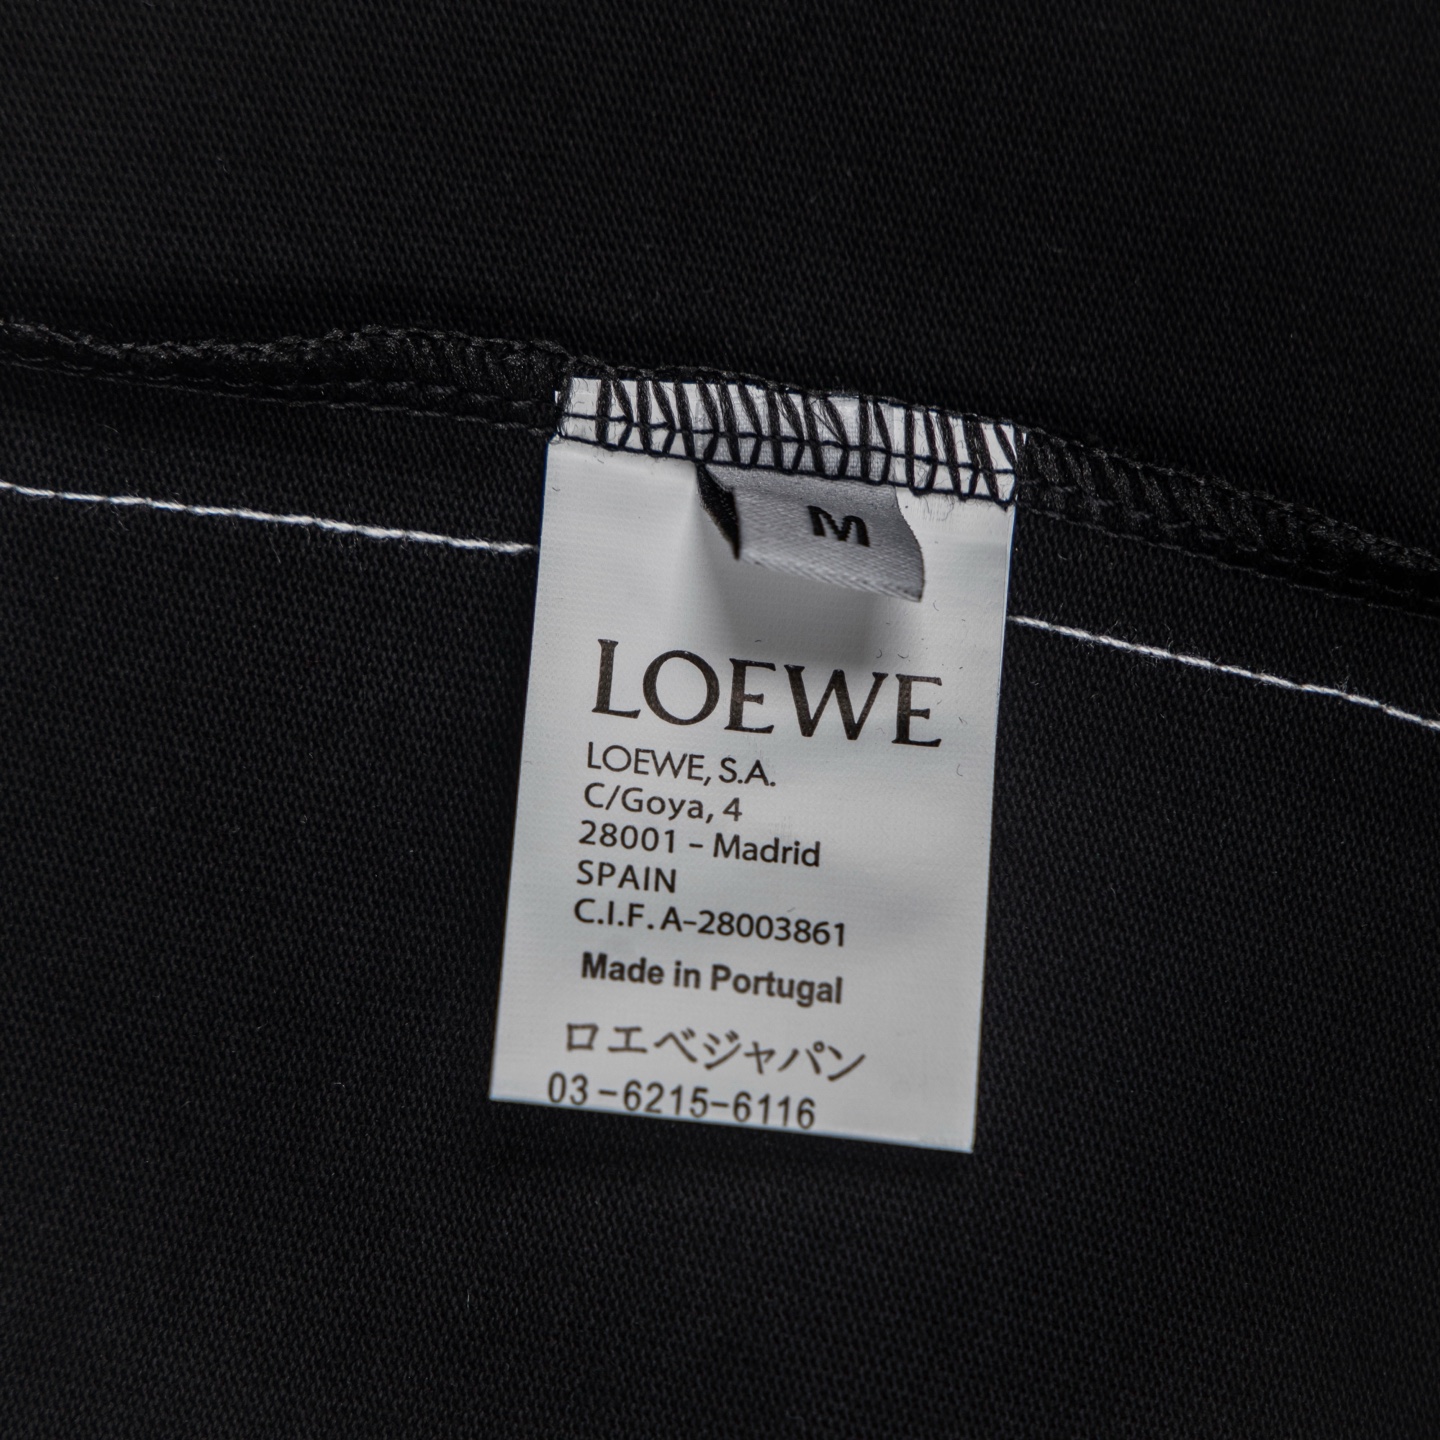 M
LOEWE
LOEWE, S.A.
C/Goya, 4
28001 - Madrid
SPAIN
C.I.F. A-28003861
Made in Portugal
ロエベジャパン
03-6215-6116